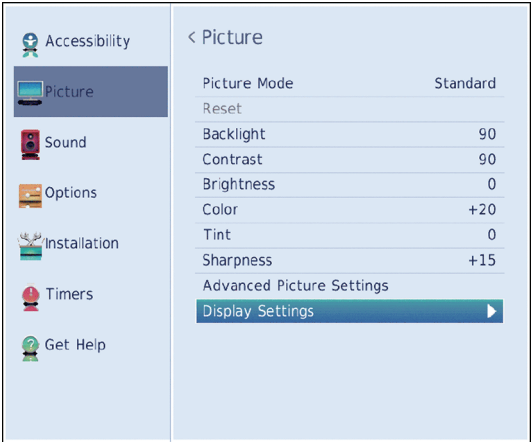 Accessibility
Picture
Sound
Options
Installation
Timers
Get Help
< Picture
Picture Mode Standard
Reset
Backlight 90
Contrast 90
Brightness 0
Color +20
Tint 0
Sharpness +15
Advanced Picture Settings
Display Settings